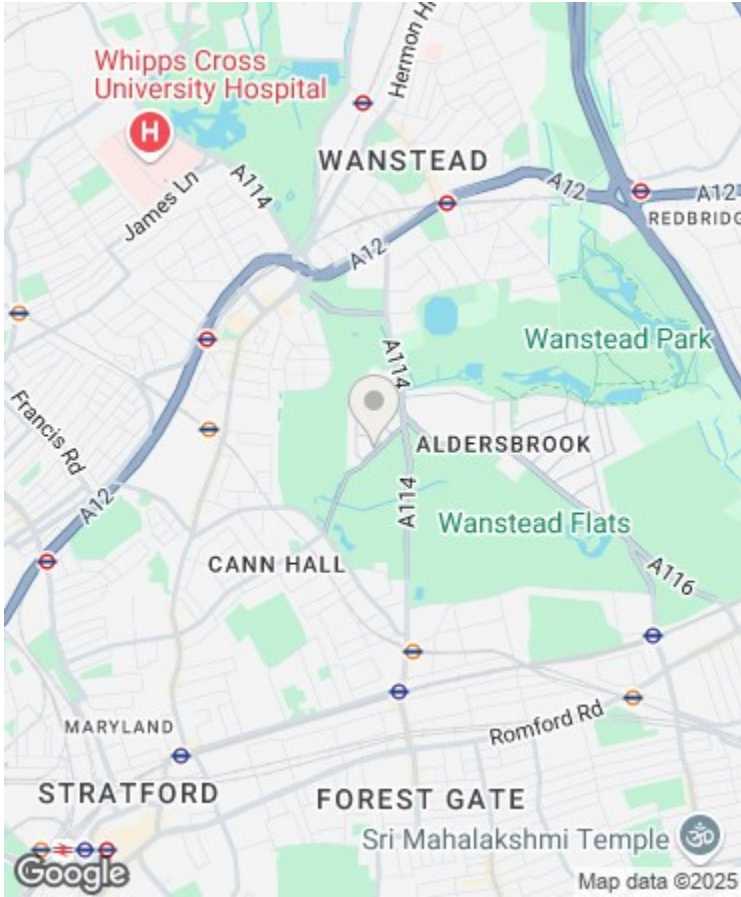 Hermon Hi
Whipps Cross
University Hospital
H
WANSTEAD
A114
James Ln
A12
A12
REDBRIDG
A12
Wanstead Park
A114
Francis Rd
ALDERSBROOK
A12
A114
Wanstead Flats
CANN HALL
A116
Romford Rd
MARYLAND
STRATFORD
FOREST GATE
Sri Mahalakshmi Temple
ॐ
Google
Map data ©2025